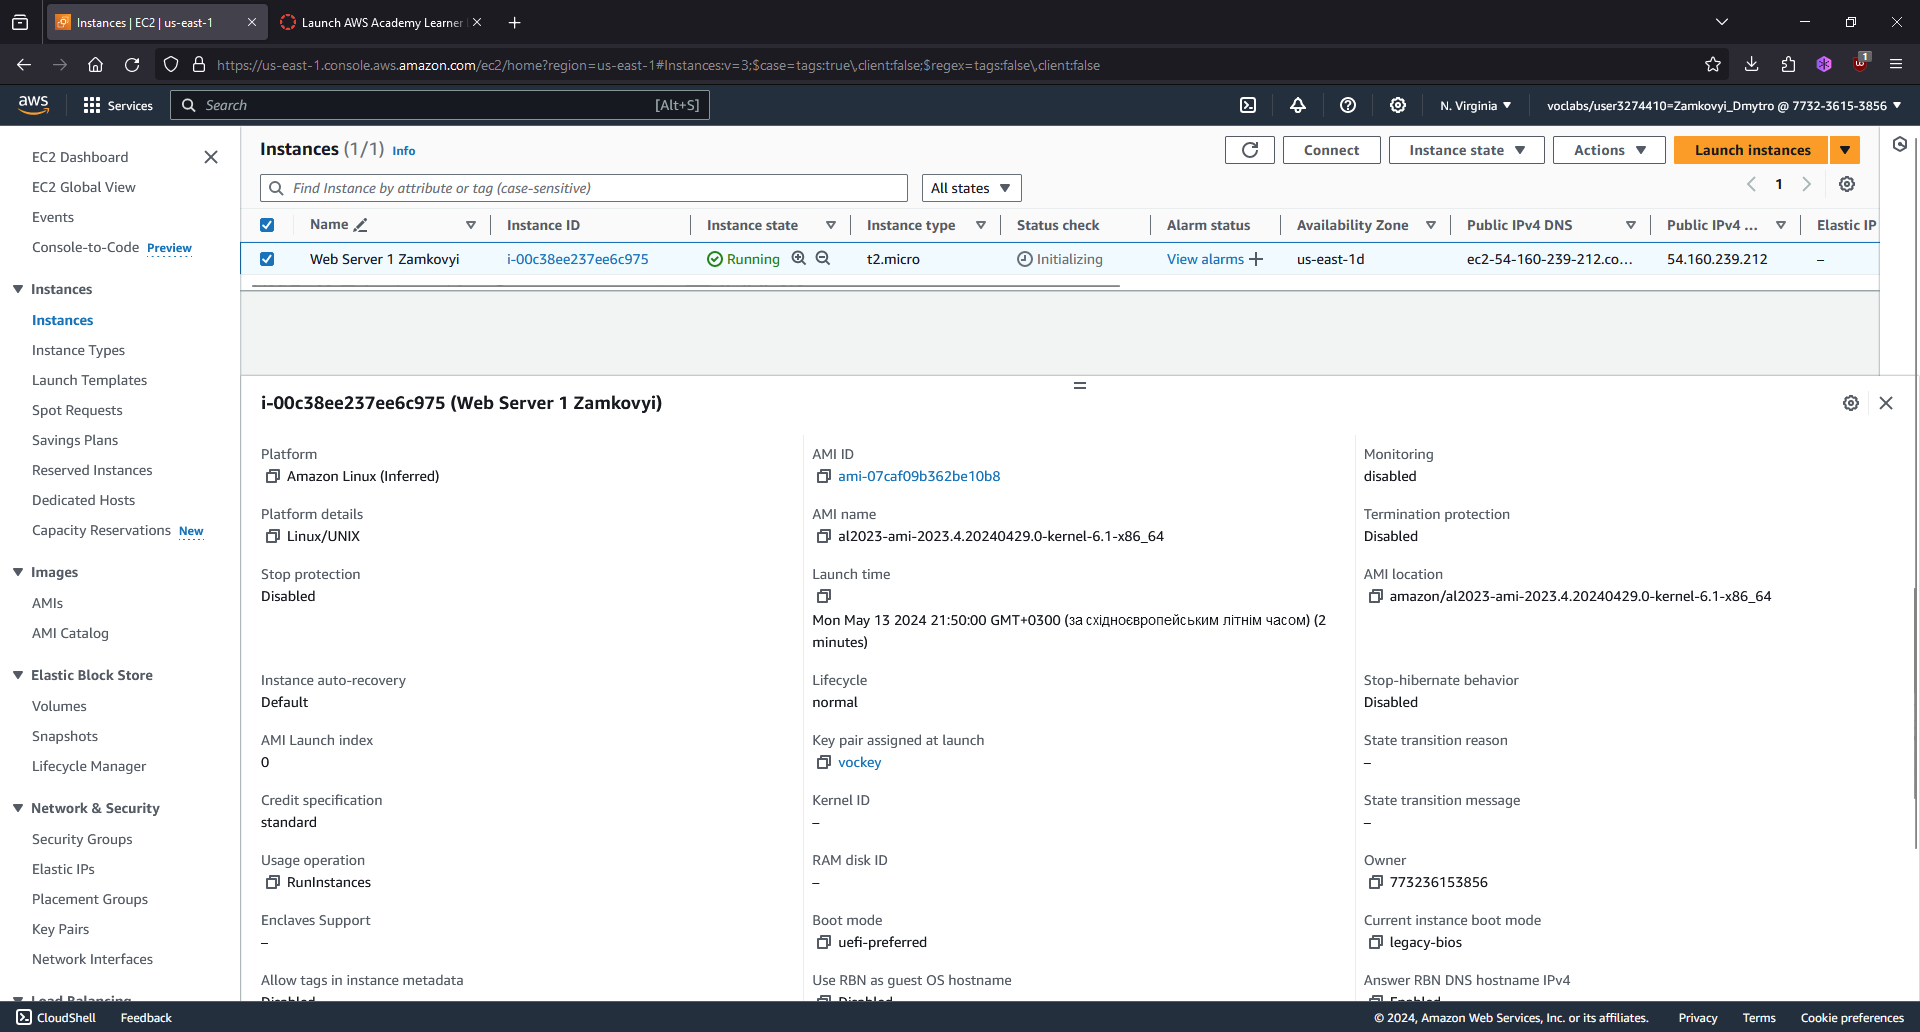 Instances | EC2 | us-east-1
Launch AWS Academy Learner
https://us-east-1.console.aws.amazon.com/ec2/home?region=us-east-1#Instances:v=3;$case=tags:true\,client:false;$regex=tags:false\,client:false
1
aws
Services
Search [Alt+S]
N. Virginia
voclabs/user3274410=Zamkovyi_Dmytro @ 7732-3615-3856
EC2 Dashboard
EC2 Global View
Events
Console-to-Code Preview
Instances
Instances
Instance Types
Launch Templates
Spot Requests
Savings Plans
Reserved Instances
Dedicated Hosts
Capacity Reservations New
Images
AMIs
AMI Catalog
Elastic Block Store
Volumes
Snapshots
Lifecycle Manager
Network & Security
Security Groups
Elastic IPs
Placement Groups
Key Pairs
Network Interfaces
Load Balancing
Instances (1/1) Info
Connect
Instance state
Actions
Launch instances
Find Instance by attribute or tag (case-sensitive)
All states
1
Name Instance ID Instance state Instance type Status check Alarm status Availability Zone Public IPv4 DNS Public IPv4 ... Elastic IP
Web Server 1 Zamkovyi i-00c38ee237ee6c975 Running t2.micro Initializing View alarms us-east-1d ec2-54-160-239-212.co... 54.160.239.212 –
i-00c38ee237ee6c975 (Web Server 1 Zamkovyi)
Platform
Amazon Linux (Inferred)
AMI ID
ami-07caf09b362be10b8
Monitoring
disabled
Platform details
Linux/UNIX
AMI name
al2023-ami-2023.4.20240429.0-kernel-6.1-x86_64
Termination protection
Disabled
Stop protection
Disabled
Launch time
Mon May 13 2024 21:50:00 GMT+0300 (за східноєвропейським літнім часом) (2
minutes)
AMI location
amazon/al2023-ami-2023.4.20240429.0-kernel-6.1-x86_64
Instance auto-recovery
Default
Lifecycle
normal
Stop-hibernate behavior
Disabled
AMI Launch index
0
Key pair assigned at launch
vockey
State transition reason
–
Credit specification
standard
Kernel ID
–
State transition message
–
Usage operation
RunInstances
RAM disk ID
–
Owner
773236153856
Enclaves Support
–
Boot mode
uefi-preferred
Current instance boot mode
legacy-bios
Allow tags in instance metadata
Disabled
Use RBN as guest OS hostname
Disabled
Answer RBN DNS hostname IPv4
Enabled
CloudShell
Feedback
© 2024, Amazon Web Services, Inc. or its affiliates.
Privacy
Terms
Cookie preferences